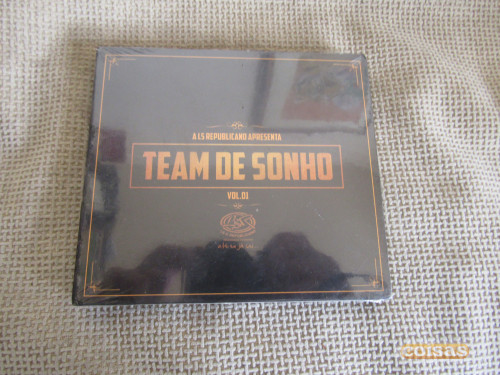 A LS REPUBLICANO APRESENTA
TEAM DE SONHO
VOL.01
coisas